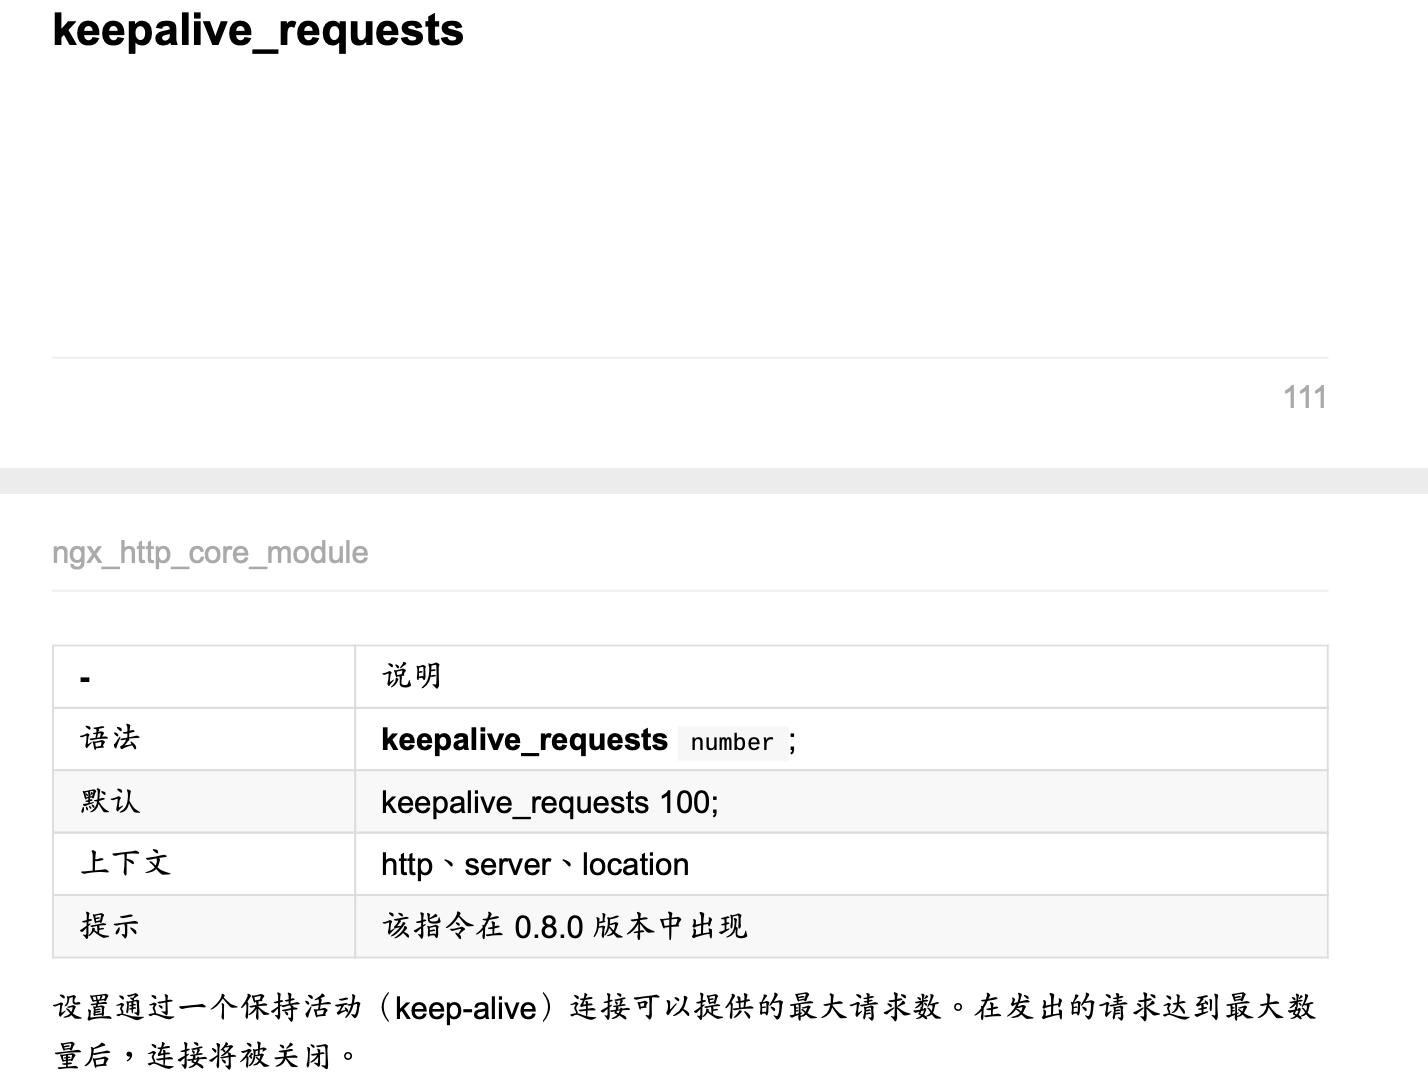 keepalive_requests
111
ngx_http_core_module
- 说明
语法 keepalive_requests number ;
默认 keepalive_requests 100;
上下文 http、server、location
提示 该指令在 0.8.0 版本中出现
设置通过一个保持活动（keep-alive）连接可以提供的最大请求数。在发出的请求达到最大数
量后，连接将被关闭。